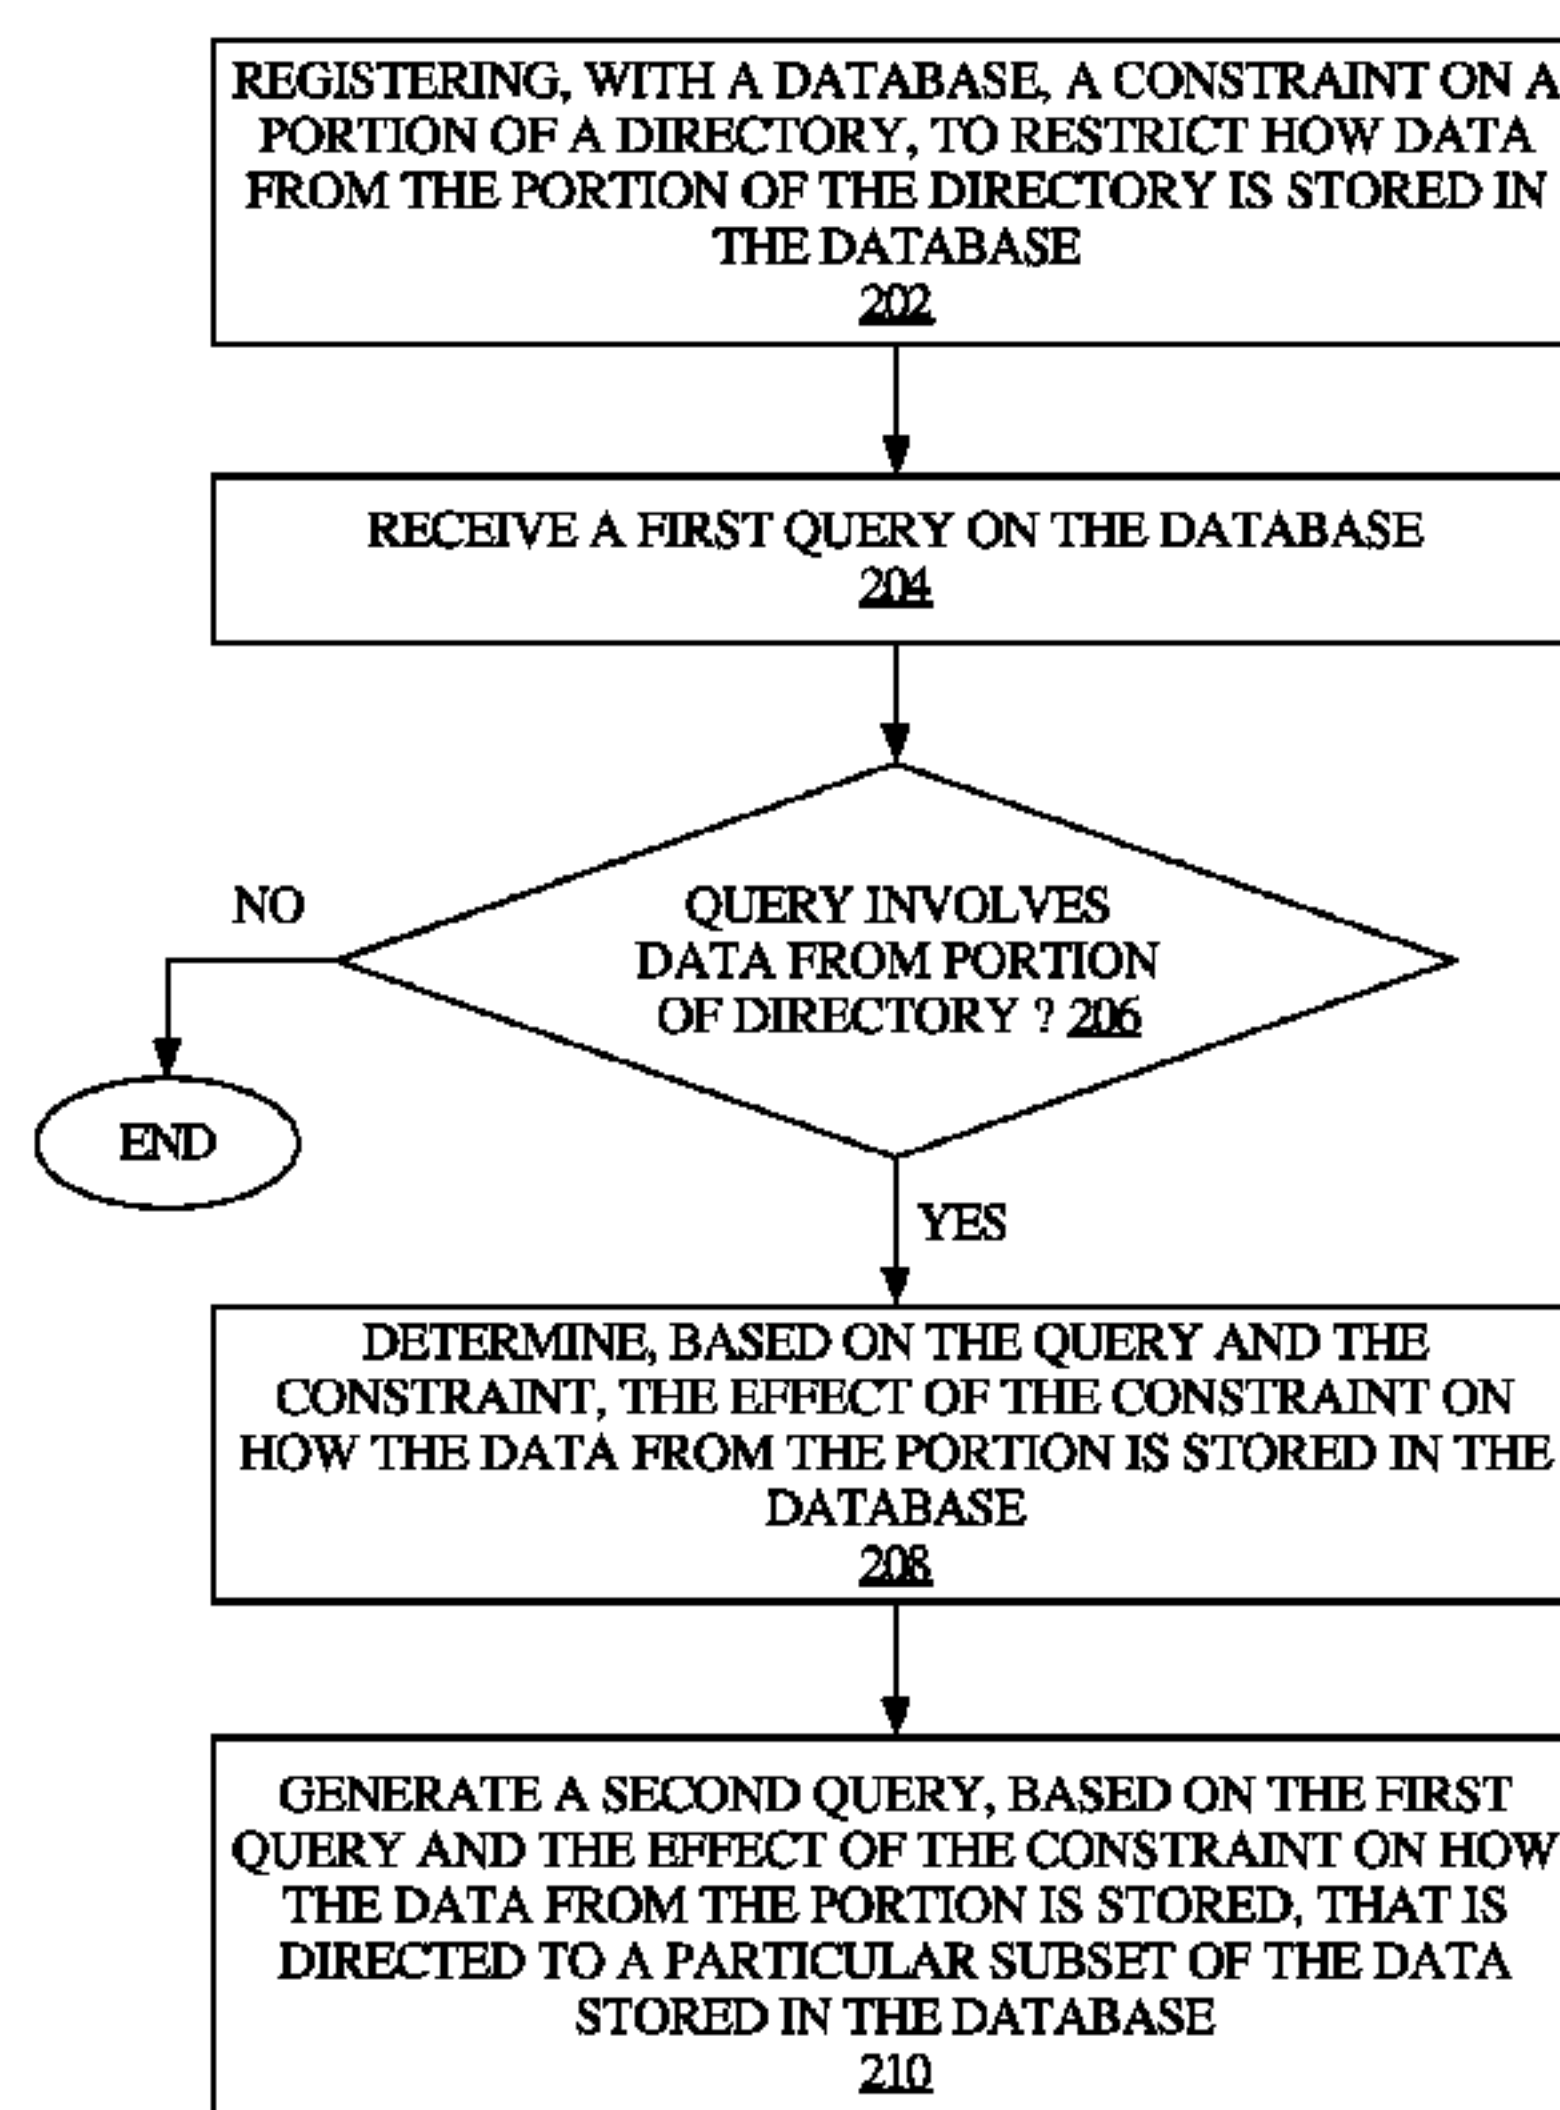 REGISTERING, WITH A DATABASE, A CONSTRAINT ON A
PORTION OF A DIRECTORY, TO RESTRICT HOW DATA
FROM THE PORTION OF THE DIRECTORY IS STORED IN
THE DATABASE
202
RECEIVE A FIRST QUERY ON THE DATABASE
204
QUERY INVOLVES
DATA FROM PORTION
OF DIRECTORY ? 206
NO
END
YES
DETERMINE, BASED ON THE QUERY AND THE
CONSTRAINT, THE EFFECT OF THE CONSTRAINT ON
HOW THE DATA FROM THE PORTION IS STORED IN THE
DATABASE
208
GENERATE A SECOND QUERY, BASED ON THE FIRST
QUERY AND THE EFFECT OF THE CONSTRAINT ON HOW
THE DATA FROM THE PORTION IS STORED, THAT IS
DIRECTED TO A PARTICULAR SUBSET OF THE DATA
STORED IN THE DATABASE
210